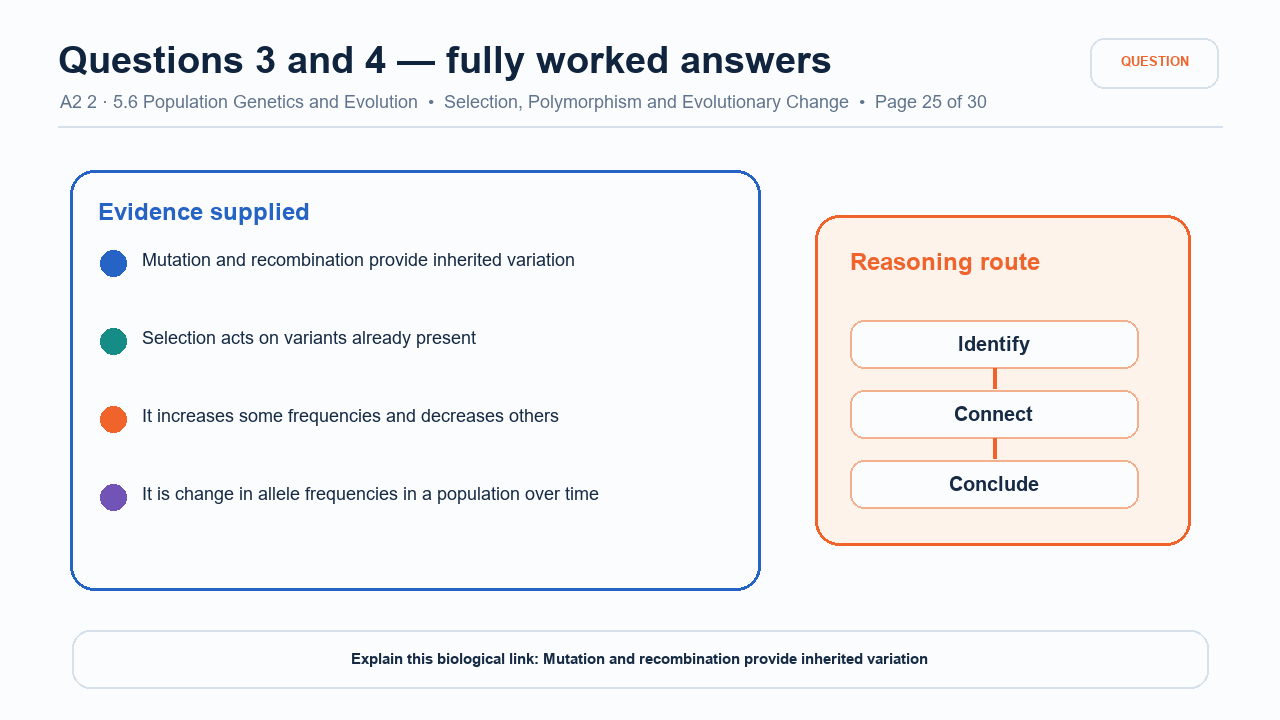 Questions 3 and 4 — fully worked answers
QUESTION
A2 2 · 5.6 Population Genetics and Evolution • Selection, Polymorphism and Evolutionary Change • Page 25 of 30
Evidence supplied
Mutation and recombination provide inherited variation
Selection acts on variants already present
It increases some frequencies and decreases others
It is change in allele frequencies in a population over time
Reasoning route
Identify
Connect
Conclude
Explain this biological link: Mutation and recombination provide inherited variation